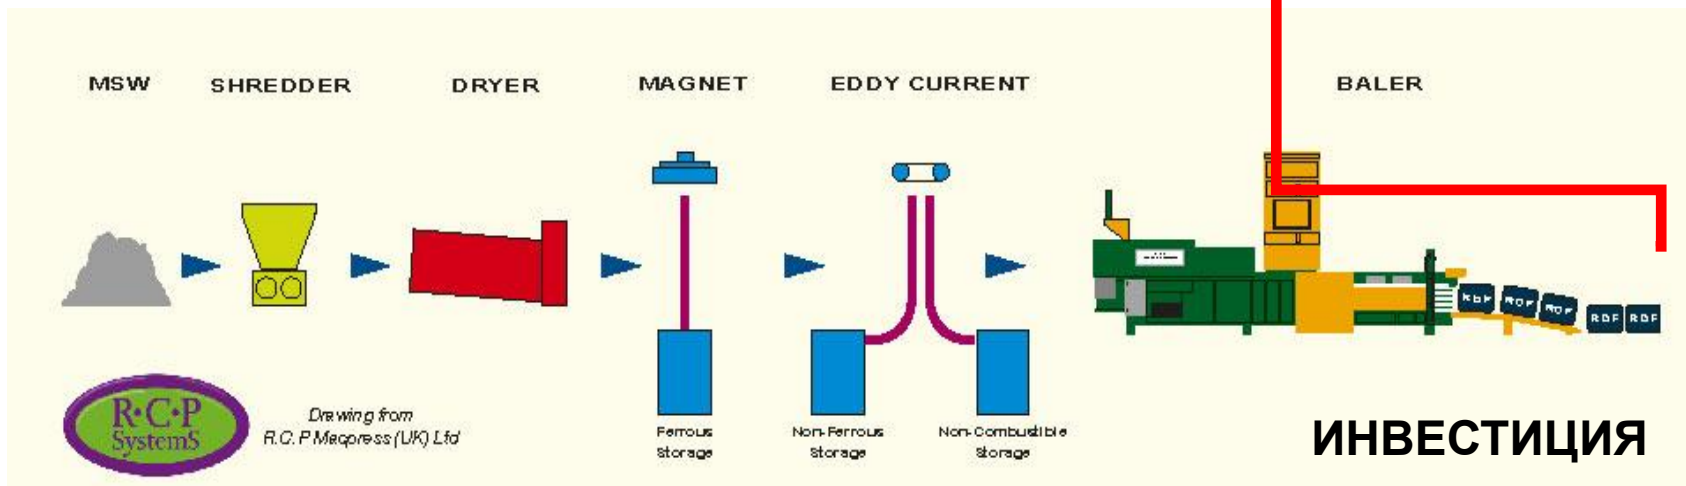 MSW
SHREDDER
DRYER
MAGNET
EDDY CURRENT
BALER
RDF RDF RDF RDF RDF
R·C·P
SystemS
Drawing from
R.C.P Macpress (UK) Ltd
Ferrous
Storage
Non-Ferrous
Storage
Non-Combustible
Storage
ИНВЕСТИЦИЯ